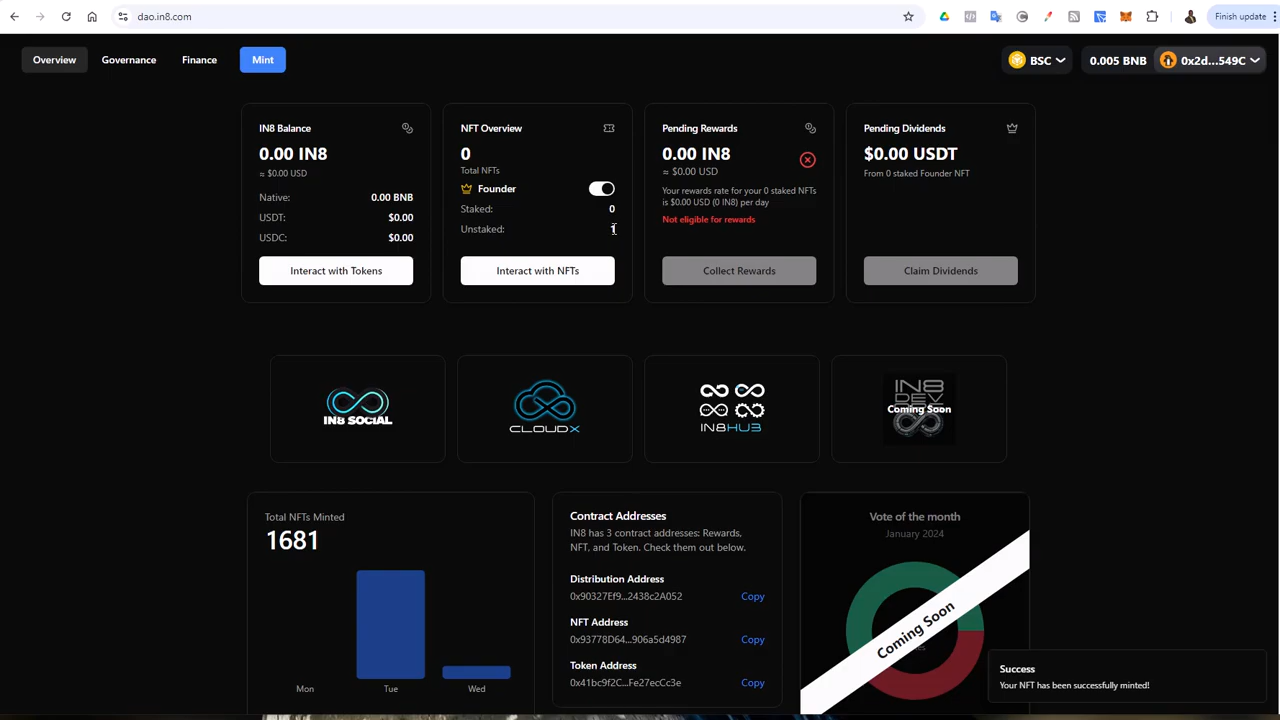 dao.in8.com
Finish update
Overview
Governance
Finance
Mint
BSC
0.005 BNB
0x2d...549C
IN8 Balance
0.00 IN8
≈ $0.00 USD
Native: 0.00 BNB
USDT: $0.00
USDC: $0.00
Interact with Tokens
NFT Overview
0
Total NFTs
Founder
Staked: 0
Unstaked: 1
Interact with NFTs
Pending Rewards
0.00 IN8
≈ $0.00 USD
Your rewards rate for your 0 staked NFTs
is $0.00 USD (0 IN8) per day
Not eligible for rewards
Collect Rewards
Pending Dividends
$0.00 USDT
From 0 staked Founder NFT
Claim Dividends
IN8 SOCIAL
CLOUDX
IN8HUB
IN8
DEV
Coming Soon
Total NFTs Minted
1681
Mon
Tue
Wed
Contract Addresses
IN8 has 3 contract addresses: Rewards,
NFT, and Token. Check them out below.
Distribution Address
0x90327Ef9...2438c2A052 Copy
NFT Address
0x93778D64...906a5d4987 Copy
Token Address
0x41bc9f2C...Fe27ecCc3e Copy
Vote of the month
January 2024
Coming Soon
Success
Your NFT has been successfully minted!